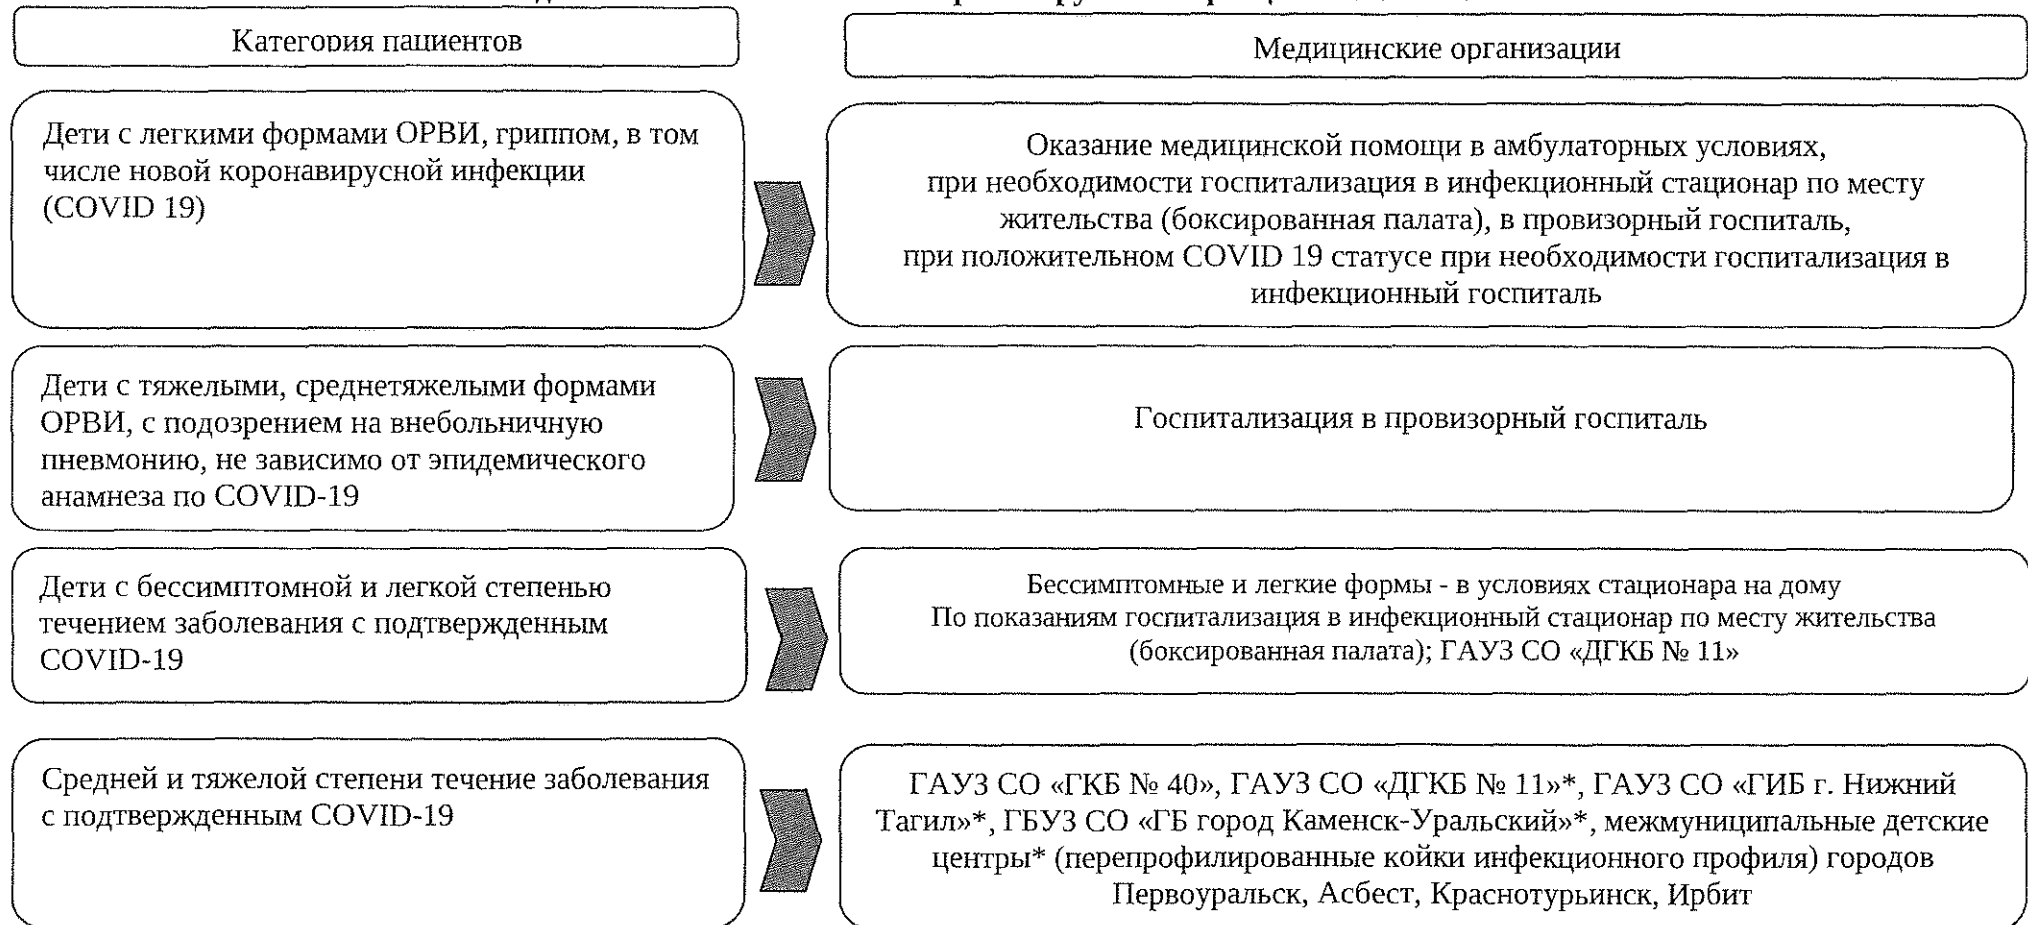 Категория пациентов
Медицинские организации
Дети с легкими формами ОРВИ, гриппом, в том
числе новой коронавирусной инфекции
(COVID 19)
Оказание медицинской помощи в амбулаторных условиях,
при необходимости госпитализация в инфекционный стационар по месту
жительства (боксированная палата), в провизорный госпиталь,
при положительном COVID 19 статусе при необходимости госпитализация в
инфекционный госпиталь
Дети с тяжелыми, среднетяжелыми формами
ОРВИ, с подозрением на внебольничную
пневмонию, не зависимо от эпидемического
анамнеза по COVID-19
Госпитализация в провизорный госпиталь
Дети с бессимптомной и легкой степенью
течением заболевания с подтвержденным
COVID-19
Бессимптомные и легкие формы - в условиях стационара на дому
По показаниям госпитализация в инфекционный стационар по месту жительства
(боксированная палата); ГАУЗ СО «ДГКБ № 11»
Средней и тяжелой степени течение заболевания
с подтвержденным COVID-19
ГАУЗ СО «ГКБ № 40», ГАУЗ СО «ДГКБ № 11»*, ГАУЗ СО «ГИБ г. Нижний
Тагил»*, ГБУЗ СО «ГБ город Каменск-Уральский»*, межмуниципальные детские
центры* (перепрофилированные койки инфекционного профиля) городов
Первоуральск, Асбест, Краснотурьинск, Ирбит